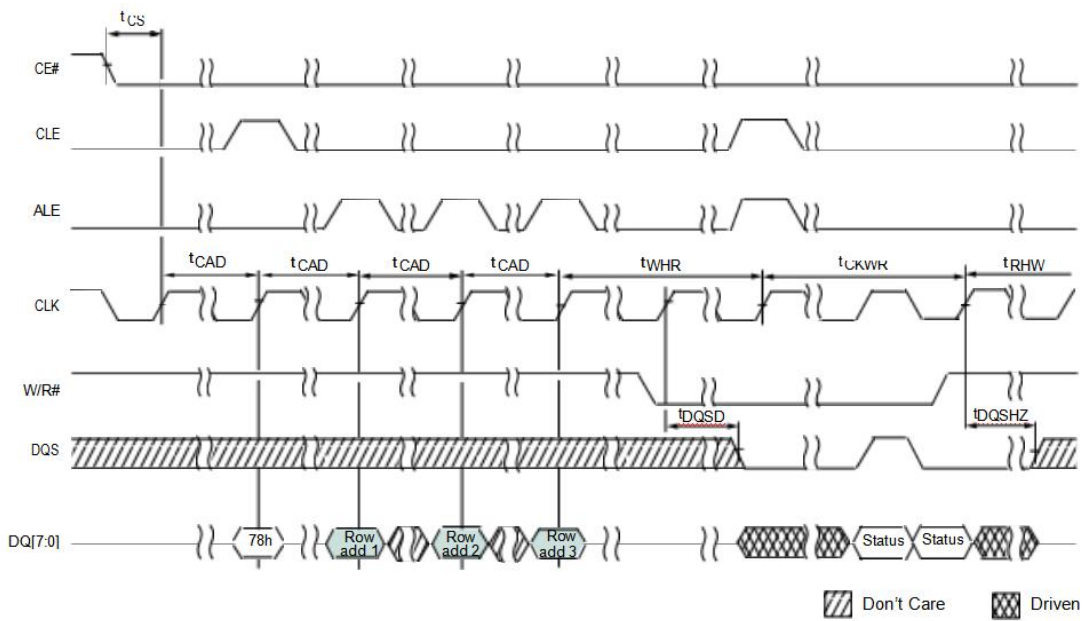 tCS
CE#
CLE
ALE
tCAD tCAD tCAD tCAD tWHR tCKWR tRHW
CLK
W/R#
tDQSD tDQSHZ
DQS
DQ[7:0] 78h Row add 1 Row add 2 Row add 3 Status Status
Don't Care Driven